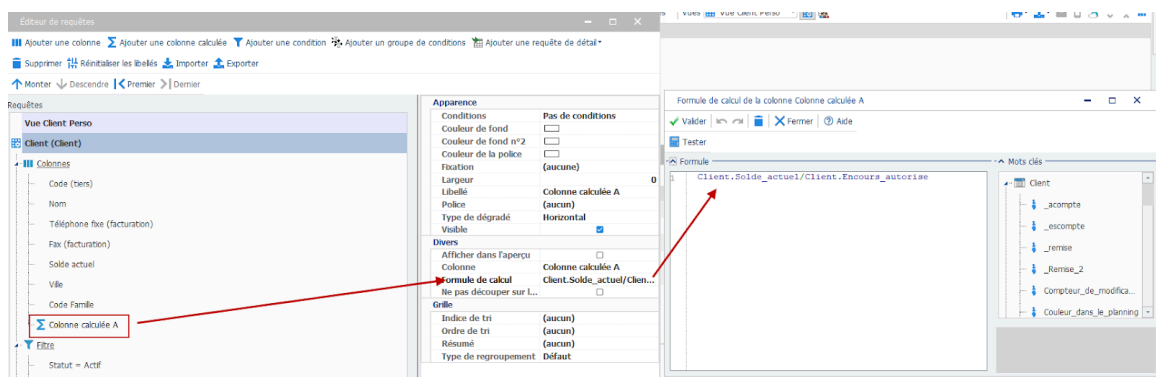 Éditeur de requêtes
Ajouter une colonne Ajouter une colonne calculée Ajouter une condition Ajouter un groupe de conditions Ajouter une requête de détail
Supprimer Réinitialiser les libellés Importer Exporter
Monter Descendre Premier Dernier
Requêtes
Vue Client Perso
Client (Client)
Colonnes
Code (tiers)
Nom
Téléphone fixe (facturation)
Fax (facturation)
Solde actuel
Ville
Code Famille
Colonne calculée A
Filtre
Statut = Actif
Apparence
Conditions Pas de conditions
Couleur de fond
Couleur de fond n°2
Couleur de la police
Fixation (aucune)
Largeur 0
Libellé Colonne calculée A
Police (aucun)
Type de dégradé Horizontal
Visible
Divers
Afficher dans l'aperçu
Colonne Colonne calculée A
Formule de calcul Client.Solde_actuel/Clien...
Ne pas découper sur l...
Grille
Indice de tri (aucun)
Ordre de tri (aucun)
Résumé (aucun)
Type de regroupement Défaut
Vues Vue Client Perso
Formule de calcul de la colonne Colonne calculée A
Valider Fermer Aide
Tester
Formule
1 Client.Solde_actuel/Client.Encours_autorise
Mots clés
Client
_acompte
_escompte
_remise
_Remise_2
Compteur_de_modifica...
Couleur_dans_le_planning